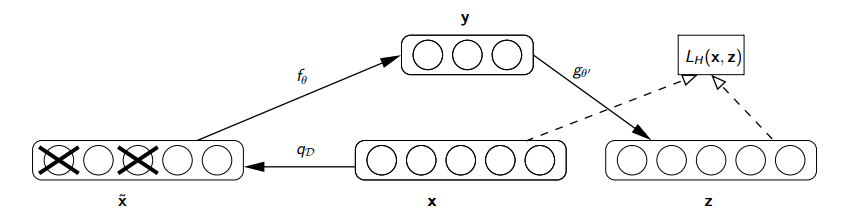 y
L_H(x, z)
f_θ
g_θ′
q_𝒟
x̃
x
z